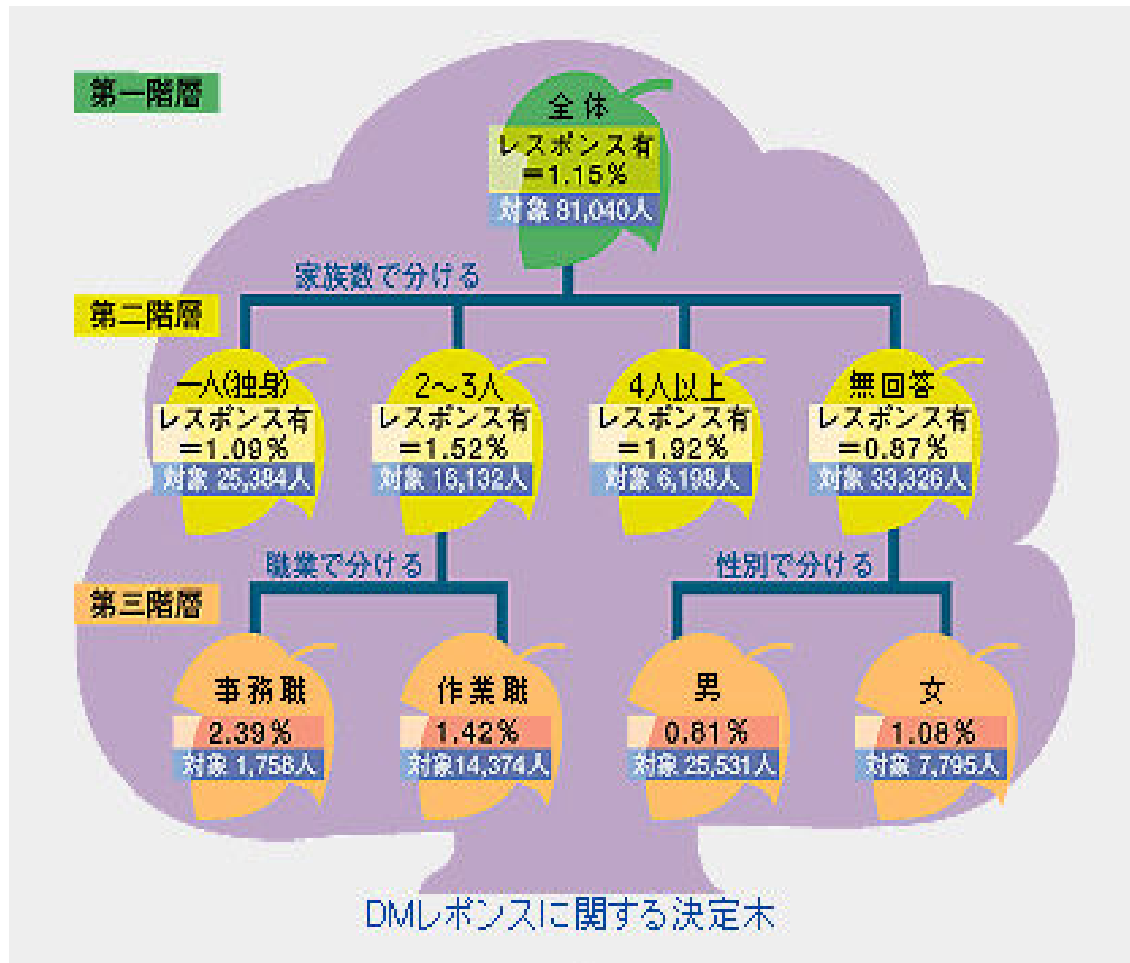 第一階層
全体
レスポンス有
=1.15%
対象 81,040人
家族数で分ける
第二階層
一人(独身)
レスポンス有
=1.09%
対象 25,384人
2～3人
レスポンス有
=1.52%
対象 16,132人
4人以上
レスポンス有
=1.92%
対象 6,198人
無回答
レスポンス有
=0.87%
対象 33,326人
職業で分ける
性別で分ける
第三階層
事務職
2.39%
対象 1,758人
作業職
1.42%
対象14,374人
男
0.81%
対象 25,531人
女
1.08%
対象 7,795人
DMレポンスに関する決定木